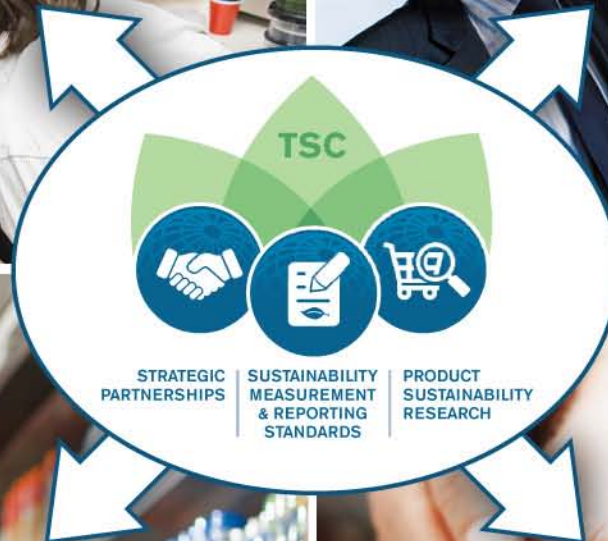 TSC
STRATEGIC
PARTNERSHIPS
SUSTAINABILITY
MEASUREMENT
& REPORTING
STANDARDS
PRODUCT
SUSTAINABILITY
RESEARCH